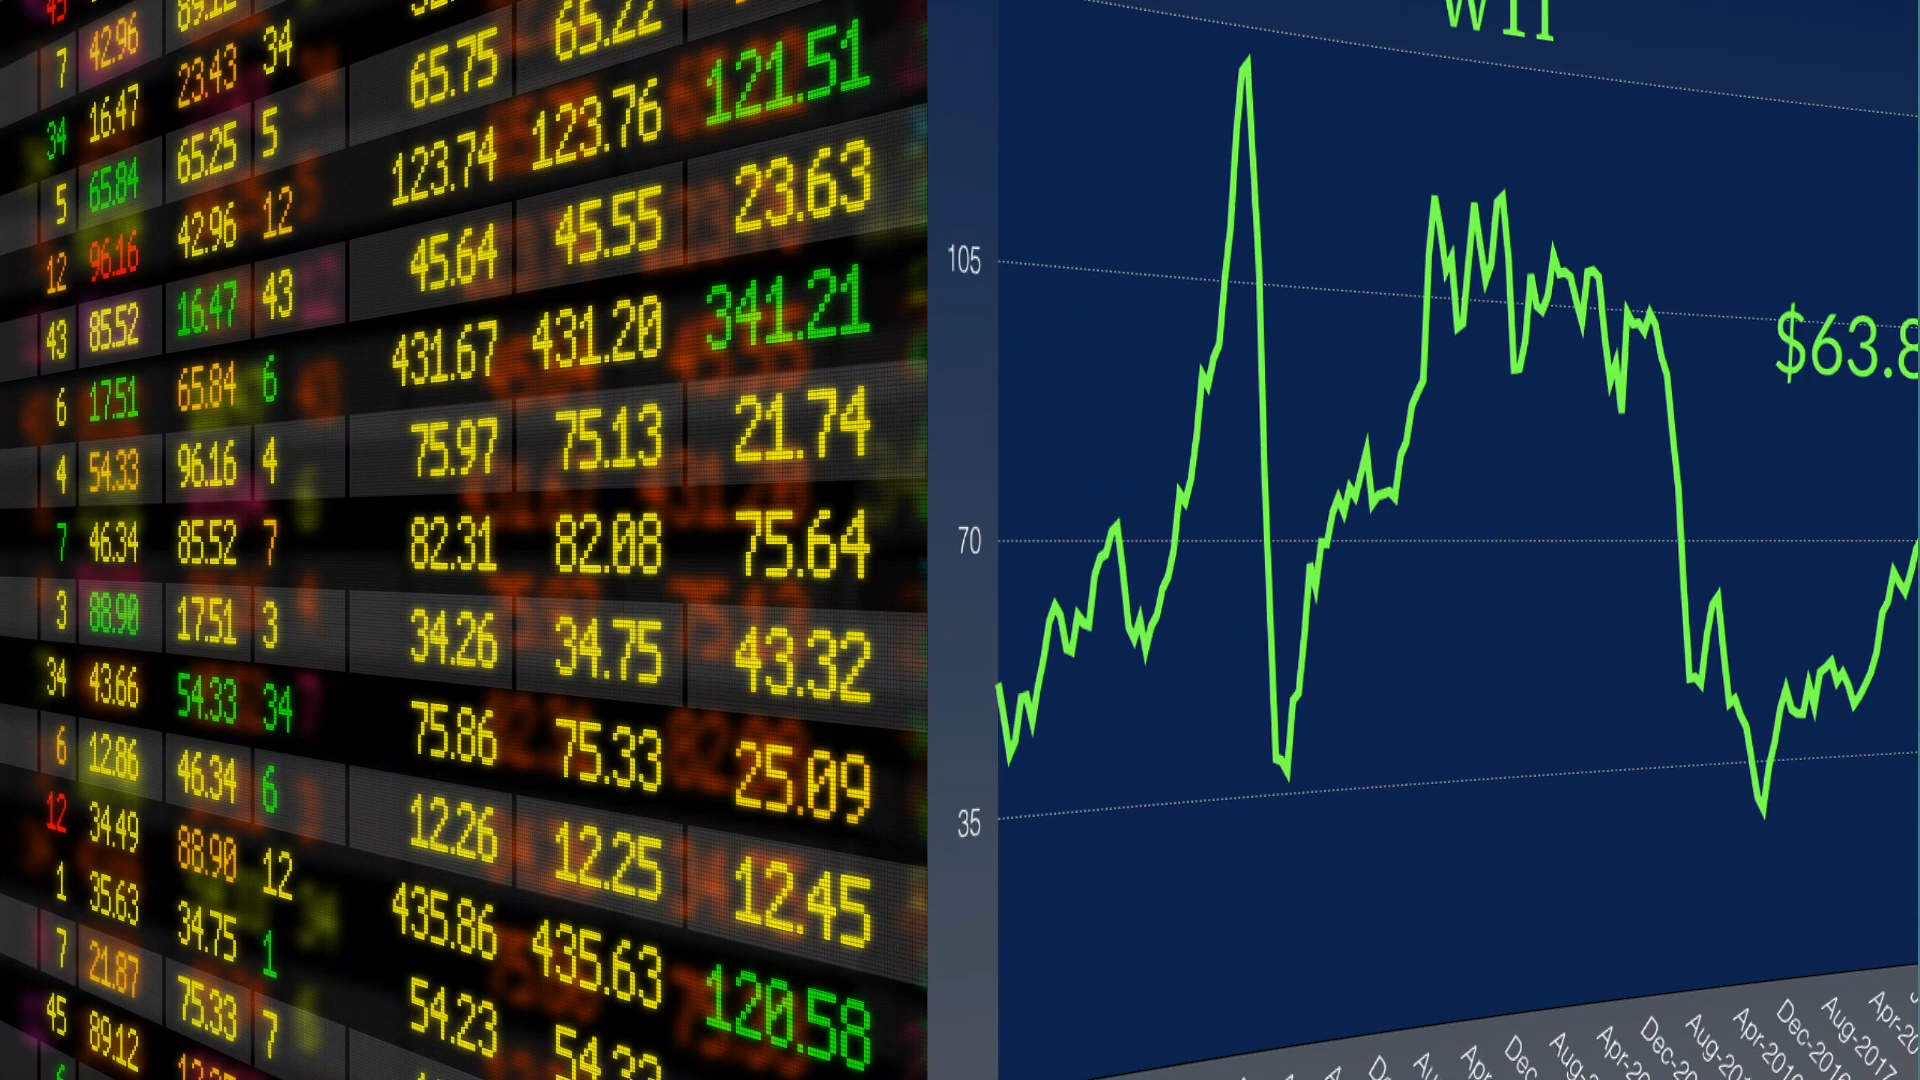 7 42.96 23.43 34 65.75 65.22 121.51
34 16.47 65.25 5 123.74 123.76 23.63
5 65.84 42.96 12 45.64 45.55 341.21
12 96.16 16.47 43 431.67 431.20 21.74
43 85.52 65.84 6 75.97 75.13 75.64
6 17.51 96.16 4 82.31 82.08 43.32
4 54.33 85.52 7 34.26 34.75 25.09
7 46.34 17.51 3 75.86 75.33 12.45
3 88.90 54.33 34 12.26 12.25 120.58
34 43.66 46.34 6 435.86 435.63
6 12.86 88.90 12 54.23
12 34.49 34.75 1
1 35.63 75.33 7
7 21.87
45 89.12
WTI
105
$63.8
70
35
Apr-2016
Dec-2016
Aug-2017